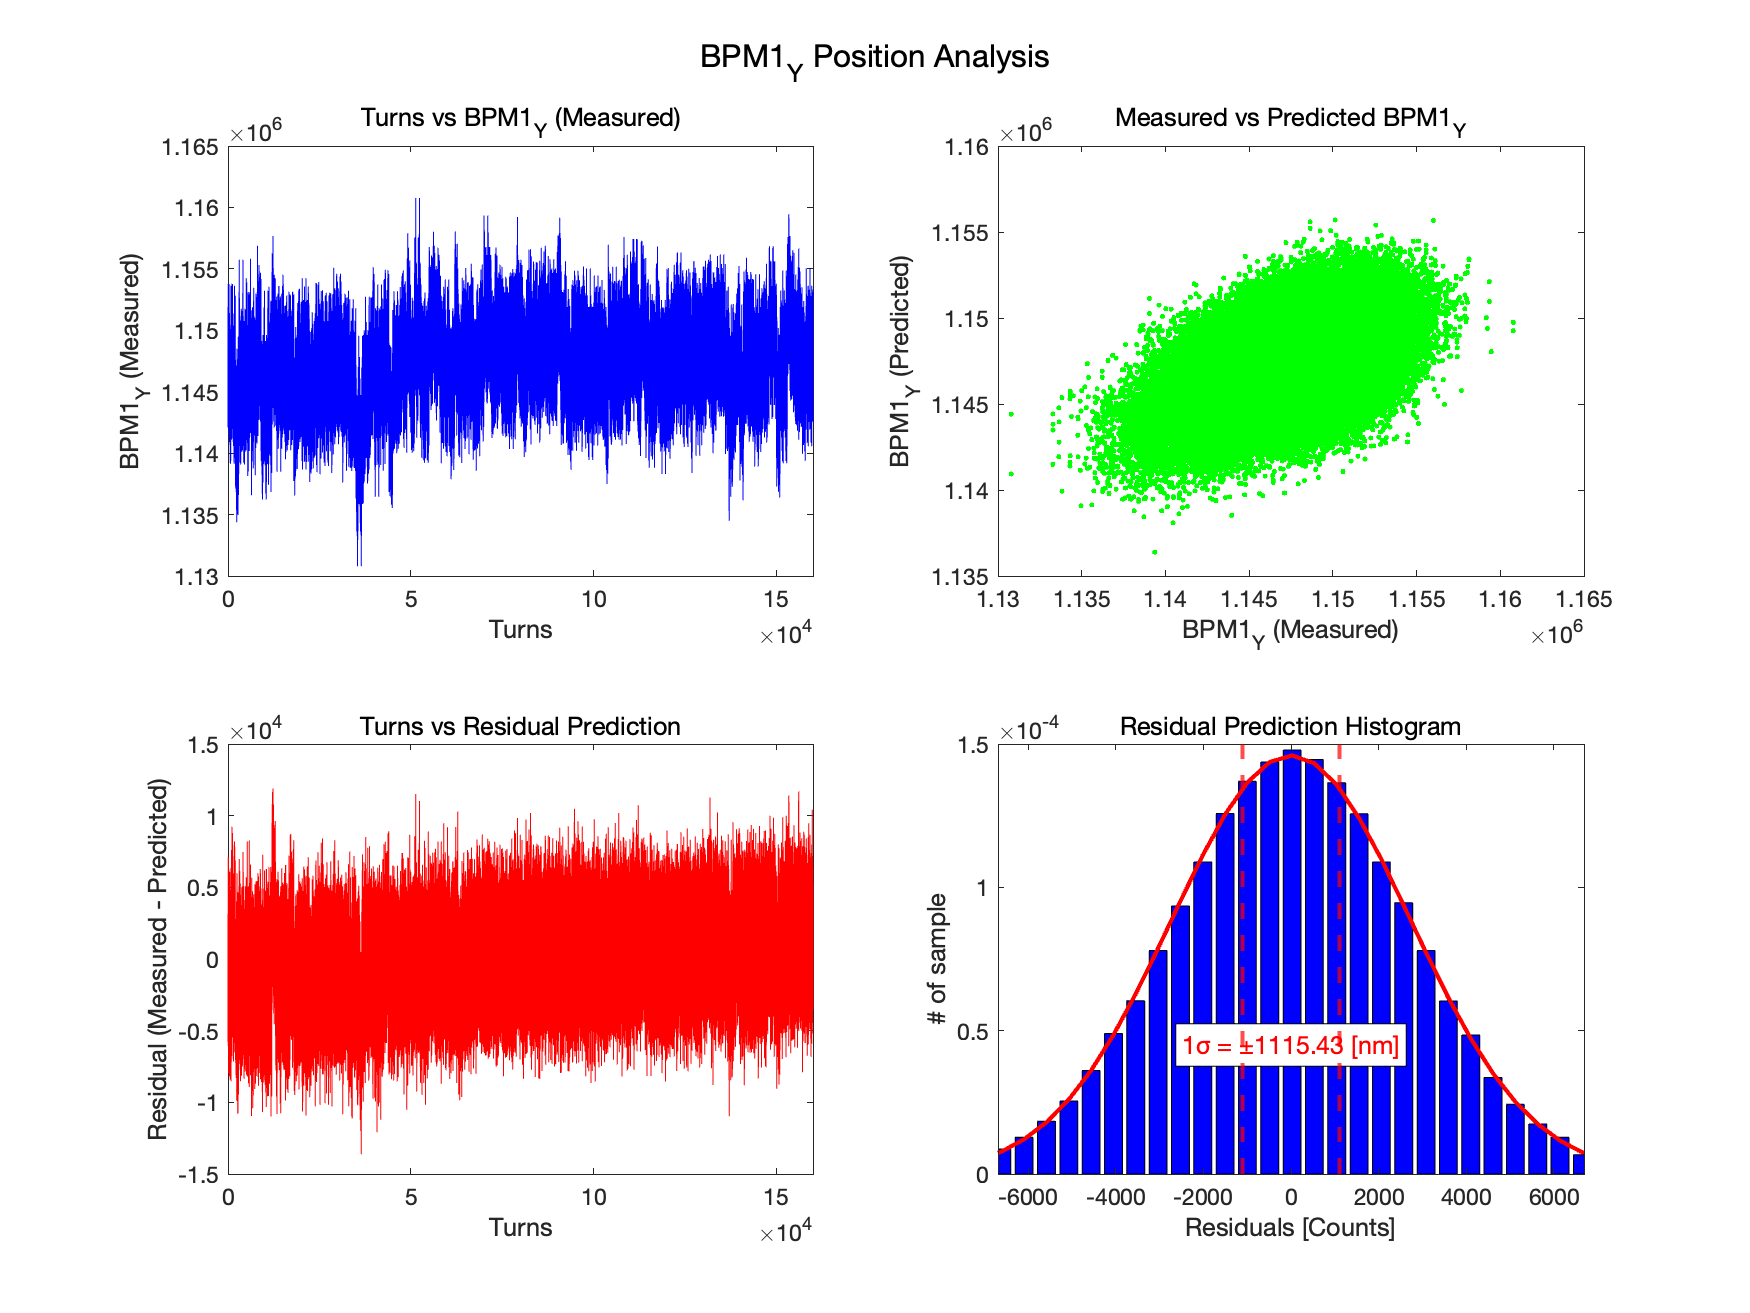 BPM1_Y Position Analysis
Turns vs BPM1_Y (Measured)
×10^6
1.165
1.16
1.155
1.15
1.145
1.14
1.135
1.13
BPM1_Y (Measured)
0 5 10 15
Turns
×10^4
Measured vs Predicted BPM1_Y
×10^6
1.16
1.155
1.15
1.145
1.14
1.135
BPM1_Y (Predicted)
1.13 1.135 1.14 1.145 1.15 1.155 1.16 1.165
BPM1_Y (Measured)
×10^6
Turns vs Residual Prediction
×10^4
1.5
1
0.5
0
-0.5
-1
-1.5
Residual (Measured - Predicted)
0 5 10 15
Turns
×10^4
Residual Prediction Histogram
×10^-4
1.5
1
0.5
0
# of sample
1σ = ±1115.43 [nm]
-6000 -4000 -2000 0 2000 4000 6000
Residuals [Counts]